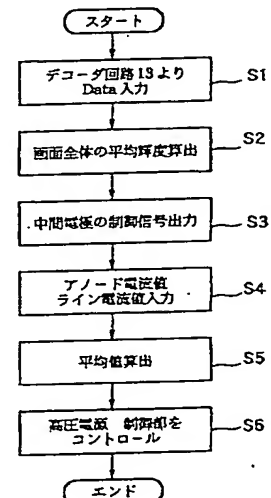 スタート
デコーダ回路13より
Data入力
S1
画面全体の平均輝度算出
S2
中間電極の制御信号出力
S3
アノード電流値
ライン電流値入力
S4
平均値算出
S5
高圧電源 制御部を
コントロール
S6
エンド